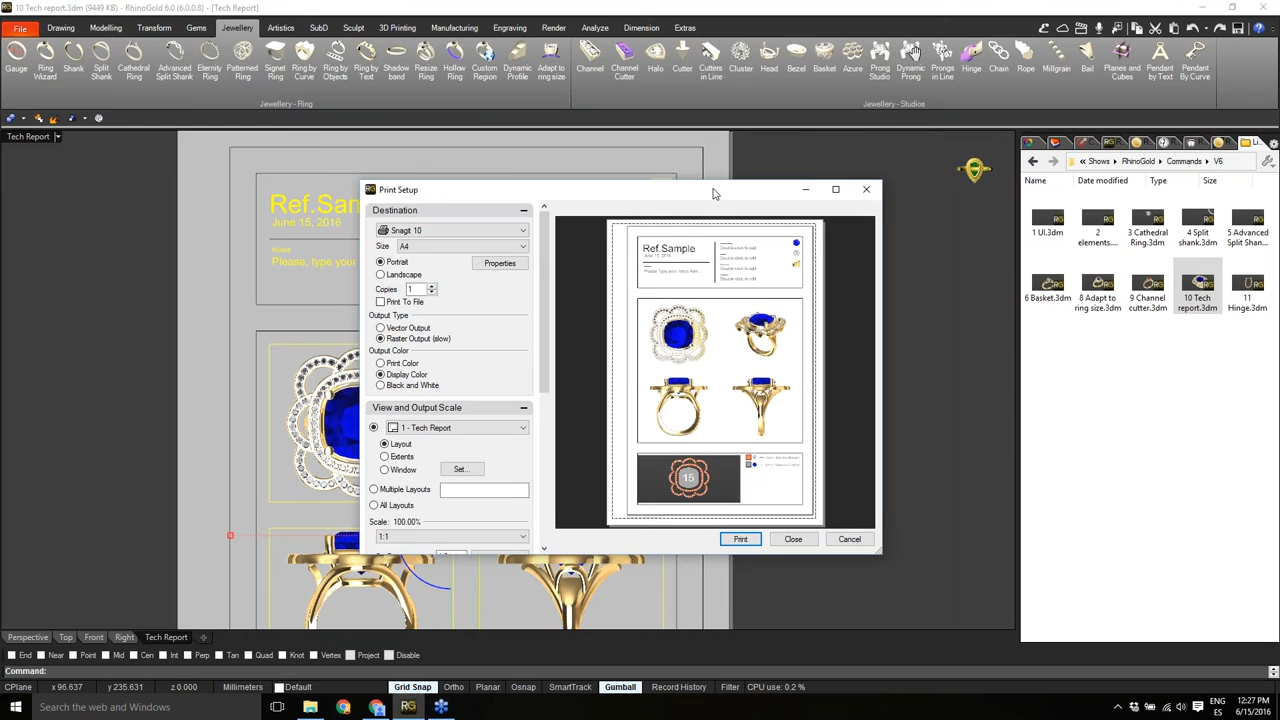 10 Tech report.3dm (9449 KB) - RhinoGold 6.0 (6.0.0.8) - [Tech Report]
File Drawing Modelling Transform Gems Jewellery Artistics SubD Sculpt 3D Printing Manufacturing Engraving Render Analyze Dimension Extras
Gauge
Ring Wizard
Shank
Split Shank
Cathedral Ring
Advanced Split Shank
Eternity Ring
Patterned Ring
Signet Ring
Ring by Curve
Ring by Objects
Ring by Text
Shadow band
Resize Ring
Hollow Ring
Custom Region
Dynamic Profile
Adapt to ring size
Channel
Channel Cutter
Halo
Cutter
Cutters in Line
Cluster
Head
Bezel
Basket
Azure
Prong Studio
Dynamic Prong
Prongs in Line
Hinge
Chain
Rope
Millgrain
Bail
Planes and Cubes
Pendant by Text
Pendant By Curve
Jewellery - Ring
Jewellery - Studios
Tech Report
Ref.Sam
June 15, 2016
Notes
Please, type your
Print Setup
Destination
Snagit 10
Size A4
Portrait
Landscape
Properties
Copies 1
Print To File
Output Type
Vector Output
Raster Output (slow)
Output Color
Print Color
Display Color
Black and White
View and Output Scale
1 - Tech Report
Layout
Extents
Window Set...
Multiple Layouts
All Layouts
Scale: 100.00%
1:1
Ref.Sample
June 15, 2016
15
Print Close Cancel
« Shows › RhinoGold › Commands › V6
Name Date modified Type Size
1 UI.3dm
2 elements....
3 Cathedral Ring.3dm
4 Split shank.3dm
5 Advanced Split Shan...
6 Basket.3dm
8 Adapt to ring size.3dm
9 Channel cutter.3dm
10 Tech report.3dm
11 Hinge.3dm
Perspective Top Front Right Tech Report
End Near Point Mid Cen Int Perp Tan Quad Knot Vertex Project Disable
Command:
CPlane x 96.637 y 235.631 z 0.000 Millimeters Default Grid Snap Ortho Planar Osnap SmartTrack Gumball Record History Filter CPU use: 0.2 %
Search the web and Windows
ENG
ES
12:27 PM
6/15/2016